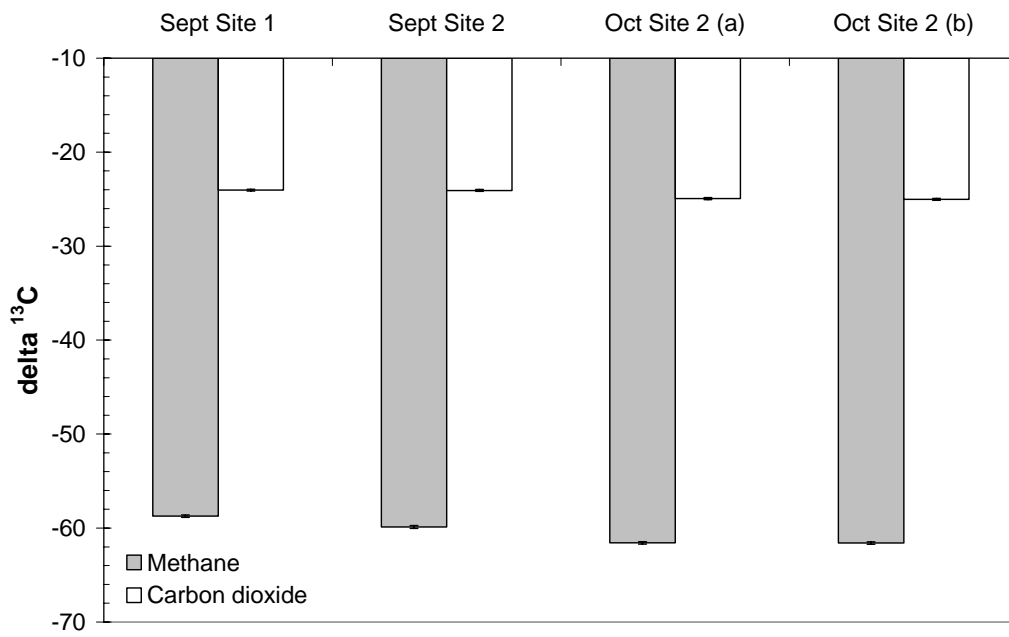 Sept Site 1 Sept Site 2 Oct Site 2 (a) Oct Site 2 (b)
-10
-20
-30
-40
-50
-60
-70
delta ¹³C
Methane
Carbon dioxide